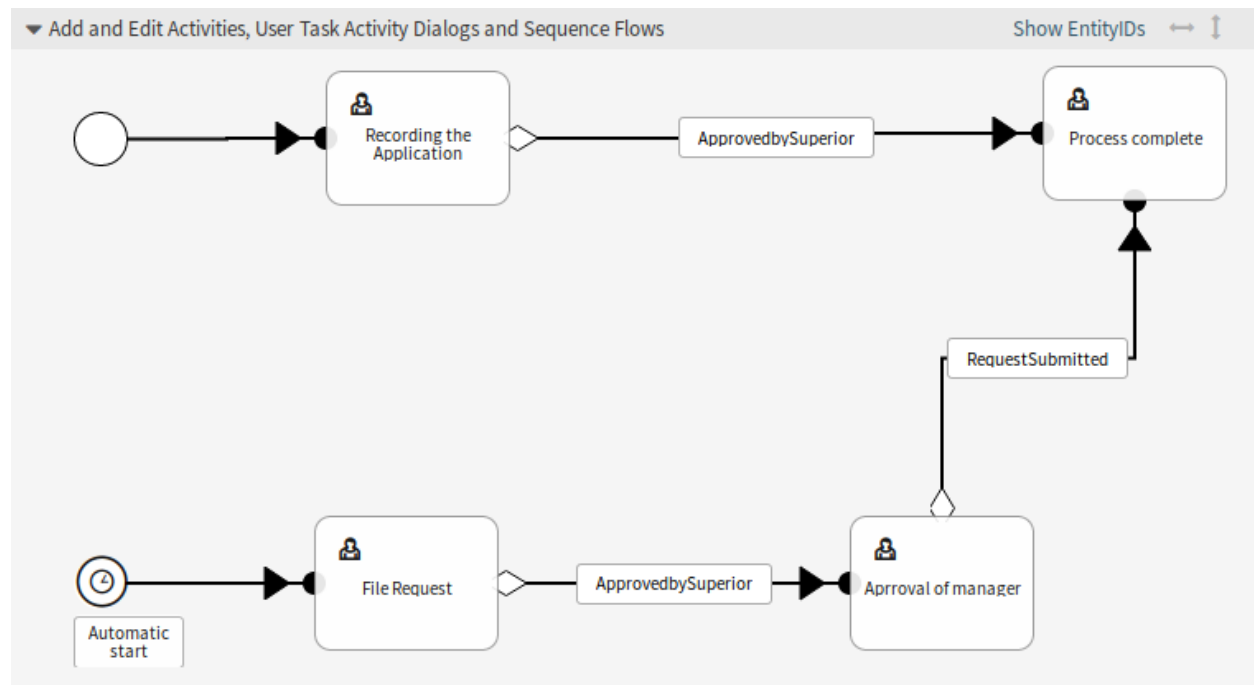 Add and Edit Activities, User Task Activity Dialogs and Sequence Flows
Show EntityIDs
Recording the
Application
ApprovedbySuperior
Process complete
RequestSubmitted
File Request
ApprovedbySuperior
Aprroval of manager
Automatic
start